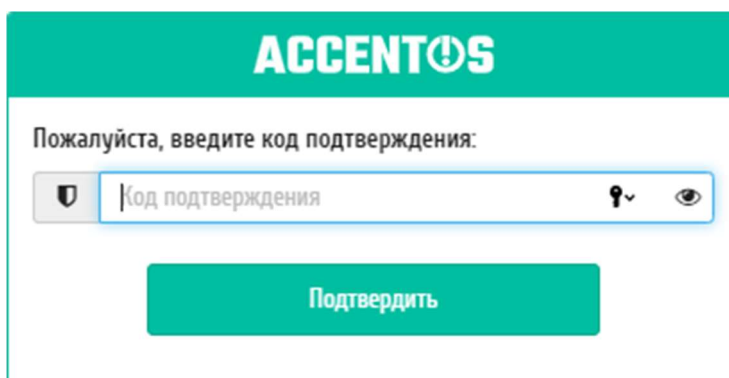 ACCENTOS
Пожалуйста, введите код подтверждения:
Код подтверждения
Подтвердить